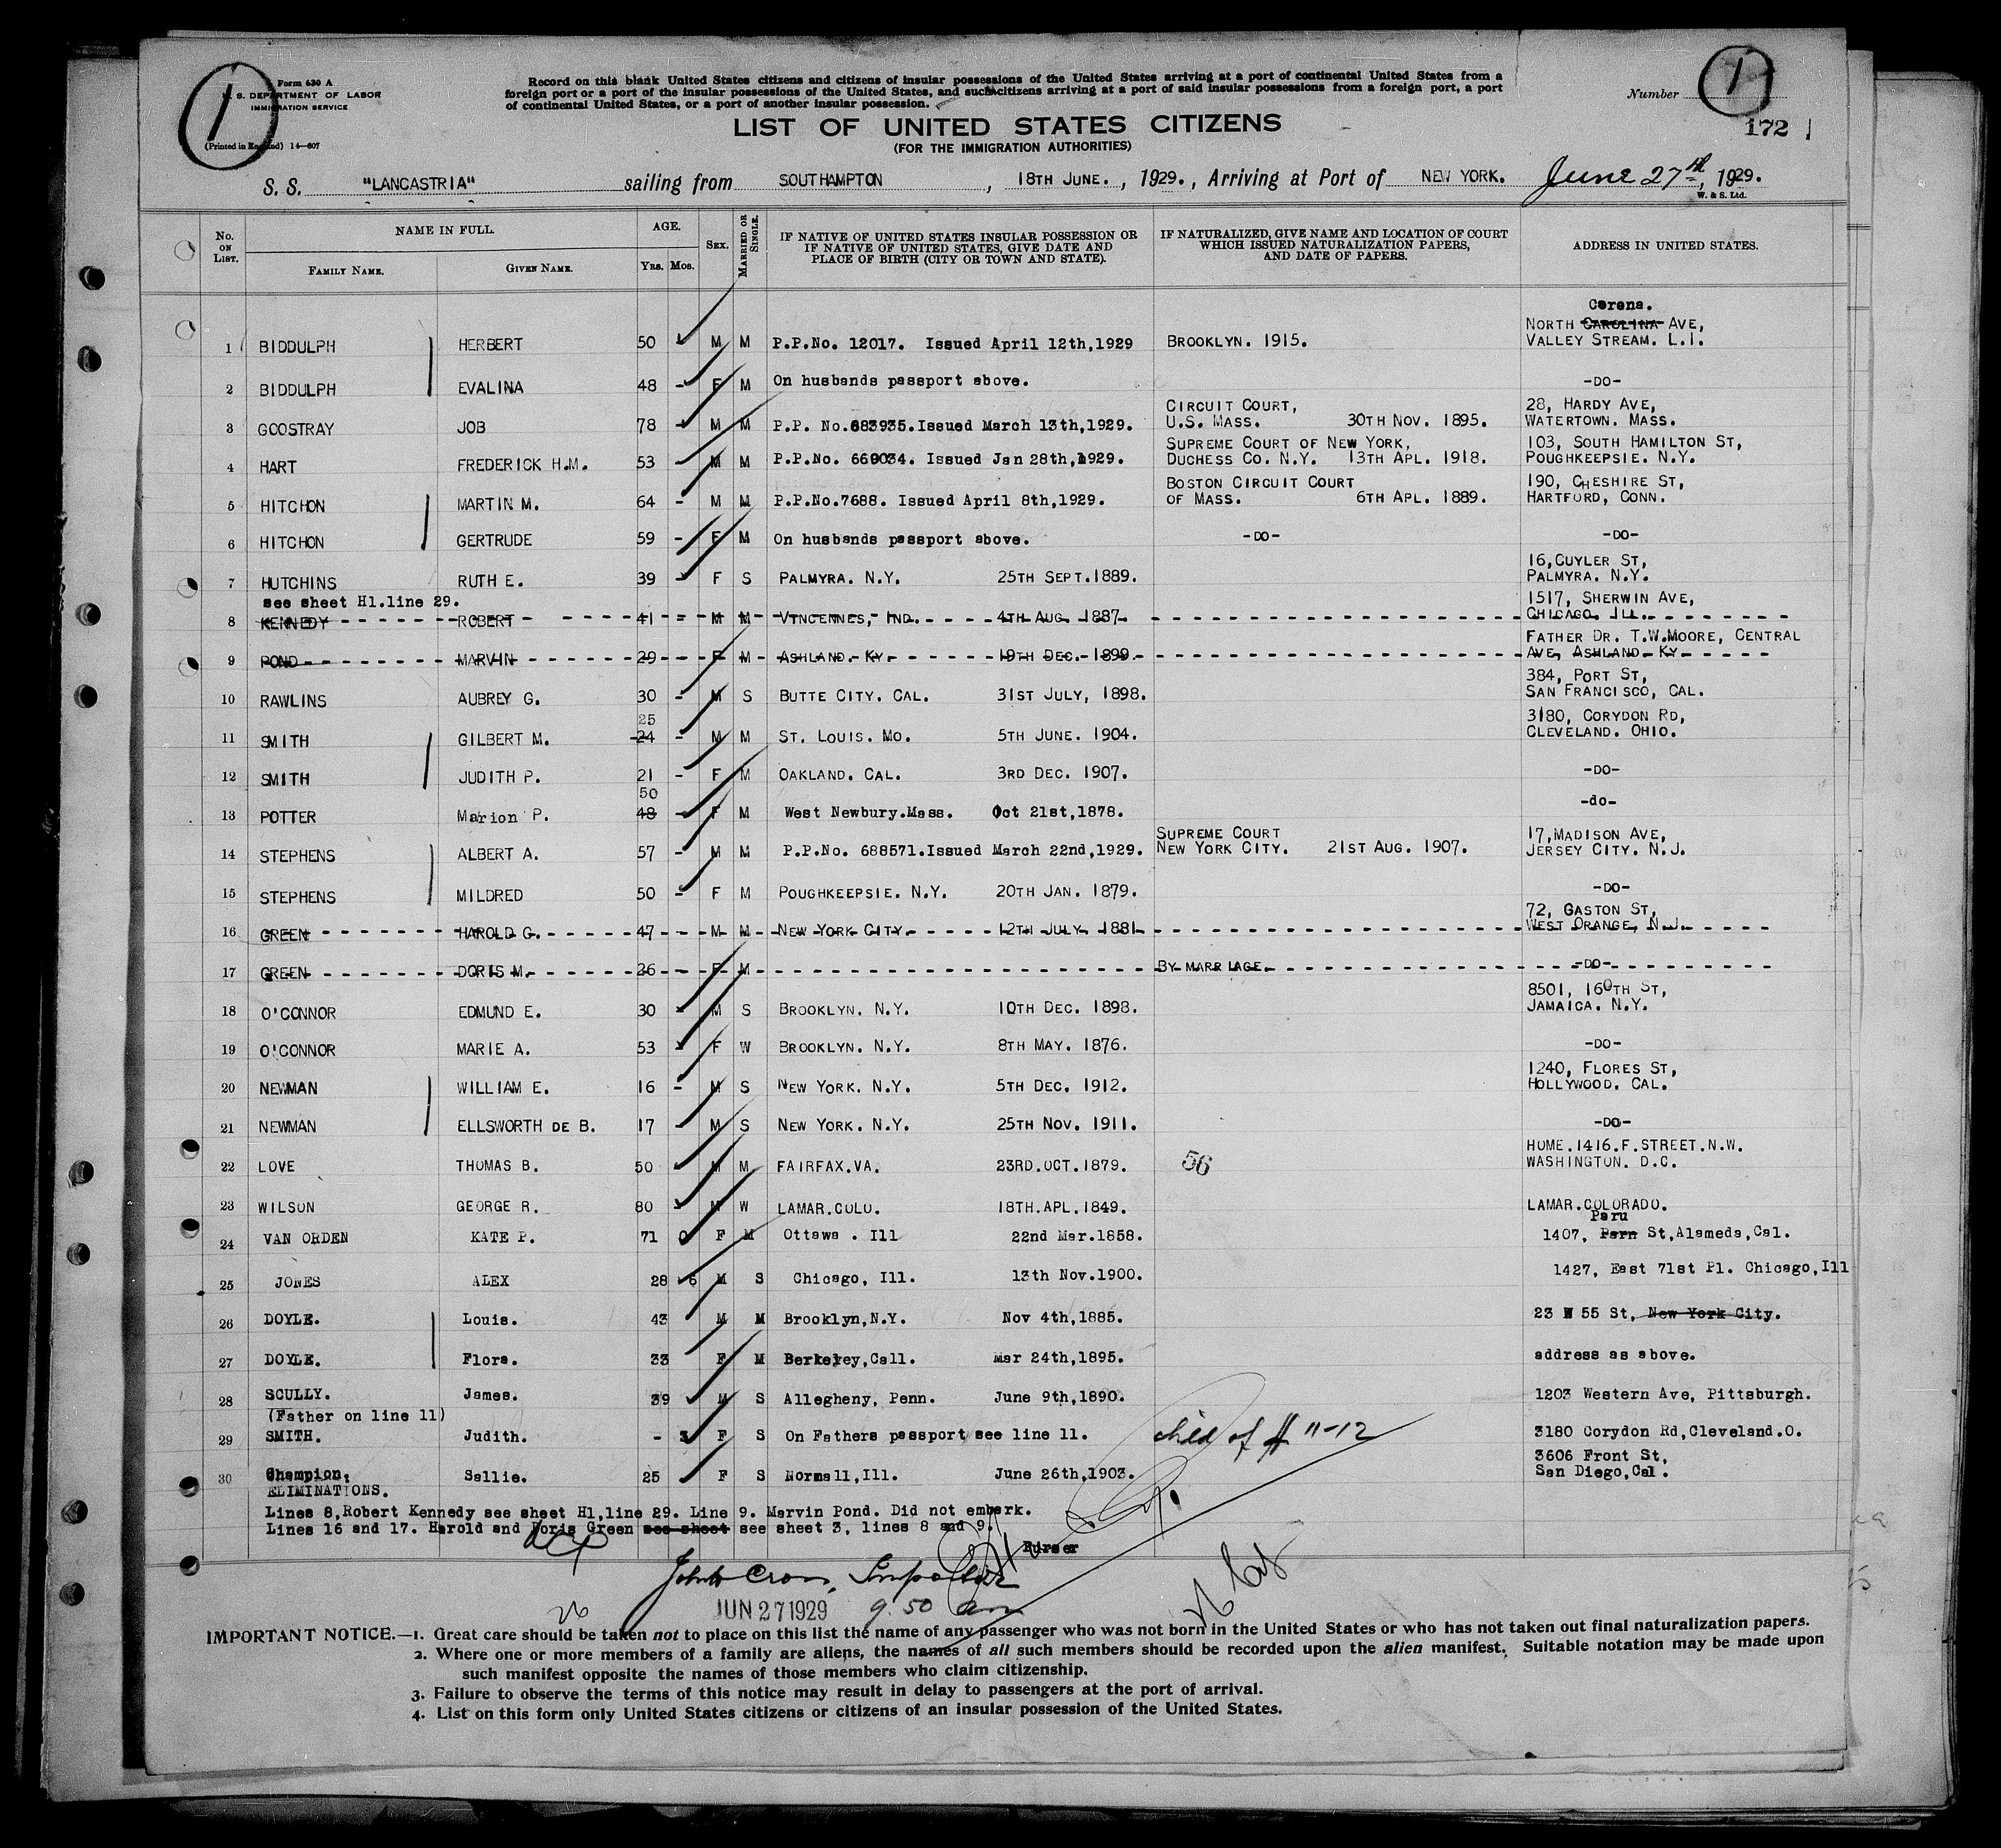 1
Form 630 A
U. S. DEPARTMENT OF LABOR
IMMIGRATION SERVICE
(Printed in England) 14—607
Record on this blank United States citizens and citizens of insular possessions of the United States arriving at a port of continental United States from a
foreign port or a port of the insular possessions of the United States, and such citizens arriving at a port of said insular possessions from a foreign port, a port
of continental United States, or a port of another insular possession.
Number 1
172
LIST OF UNITED STATES CITIZENS
(FOR THE IMMIGRATION AUTHORITIES)
S. S. "LANCASTRIA" sailing from SOUTHAMPTON, 18TH JUNE., 1929., Arriving at Port of NEW YORK. June 27th, 1929.
W. & S. Ltd.
No. ON LIST. NAME IN FULL. FAMILY NAME. GIVEN NAME. AGE. YRS. MOS. SEX. MARRIED OR SINGLE. IF NATIVE OF UNITED STATES INSULAR POSSESSION OR IF NATIVE OF UNITED STATES, GIVE DATE AND PLACE OF BIRTH (CITY OR TOWN AND STATE). IF NATURALIZED, GIVE NAME AND LOCATION OF COURT WHICH ISSUED NATURALIZATION PAPERS, AND DATE OF PAPERS. ADDRESS IN UNITED STATES.
Corena.
NORTH CAROLINA AVE,
1 BIDDULPH HERBERT 50 M M P.P.No. 12017. Issued April 12th,1929 BROOKLYN. 1915. VALLEY STREAM. L.I.
2 BIDDULPH EVALINA 48 - F M On husbands passport above. -DO-
CIRCUIT COURT, 28, HARDY AVE,
3 GOOSTRAY JOB 78 - M M P.P. No.683935.Issued March 13th,1929. U.S. MASS. 30TH NOV. 1895. WATERTOWN. MASS.
SUPREME COURT OF NEW YORK, 103, SOUTH HAMILTON ST,
4 HART FREDERICK H.M. 53 M M P.P.No. 669034. Issued Jan 28th,1929. DUCHESS CO. N.Y. 13TH APL. 1918. POUGHKEEPSIE. N.Y.
BOSTON CIRCUIT COURT 190, CHESHIRE ST,
5 HITCHON MARTIN M. 64 - M M P.P.No.7688. Issued April 8th,1929. OF MASS. 6TH APL. 1889. HARTFORD, CONN.
6 HITCHON GERTRUDE 59 - F M On husbands passport above. -DO- -DO-
16,CUYLER ST,
7 HUTCHINS RUTH E. 39 - F S PALMYRA. N.Y. 25TH SEPT.1889. PALMYRA. N.Y.
see sheet H1.line 29. 1517, SHERWIN AVE,
8 KENNEDY ROBERT 41 - M M VINCENNES, IND. 4TH AUG. 1887. CHICAGO. ILL.
FATHER DR. T.W.MOORE, CENTRAL
9 POND MARVIN 29 - F M ASHLAND. KY. 19TH DEC. 1899. AVE, ASHLAND. KY.
384, PORT ST,
10 RAWLINS AUBREY G. 30 - M S BUTTE CITY. CAL. 31ST JULY, 1898. SAN FRANCISCO, CAL.
25 3180, CORYDON RD,
11 SMITH GILBERT M. 24 - M M ST. LOUIS. MO. 5TH JUNE. 1904. CLEVELAND. OHIO.
12 SMITH JUDITH P. 21 - F M OAKLAND. CAL. 3RD DEC. 1907. -DO-
50
13 POTTER Marion P. 48 - F M West Newbury.Mass. Oct 21st,1878. -do-
SUPREME COURT 17,MADISON AVE,
14 STEPHENS ALBERT A. 57 - M M P.P.No. 688571.Issued March 22nd,1929. NEW YORK CITY. 21ST AUG. 1907. JERSEY CITY. N.J.
15 STEPHENS MILDRED 50 - F M POUGHKEEPSIE. N.Y. 20TH JAN. 1879. -DO-
72, GASTON ST,
16 GREEN HAROLD G. 47 - M M NEW YORK CITY. 12TH JULY 1881. WEST ORANGE, N.J.
17 GREEN DORIS M. 26 - F M BY MARRIAGE. -DO-
8501, 160TH ST,
18 O'CONNOR EDMUND E. 30 - M S BROOKLYN. N.Y. 10TH DEC. 1898. JAMAICA. N.Y.
19 O'CONNOR MARIE A. 53 - F W BROOKLYN. N.Y. 8TH MAY. 1876. -DO-
1240, FLORES ST,
20 NEWMAN WILLIAM E. 16 - M S NEW YORK. N.Y. 5TH DEC. 1912. HOLLYWOOD. CAL.
21 NEWMAN ELLSWORTH DE B. 17 - M S NEW YORK. N.Y. 25TH NOV. 1911. -DO-
HOME.1416.F.STREET.N.W.
22 LOVE THOMAS B. 50 - M M FAIRFAX.VA. 23RD.OCT.1879. 56 WASHINGTON. D.C.
23 WILSON GEORGE R. 80 - M W LAMAR.COLO. 18TH.APL.1849. LAMAR.COLORADO.
Peru
24 VAN ORDEN KATE P. 71 0 F M Ottawa . Ill 22nd Mar.1858. 1407, Parn St,Alameda,Cal.
25 JONES ALEX 28 6 M S Chicago, Ill. 13th Nov.1900. 1427, East 71st Pl. Chicago,Ill
26 DOYLE. Louis. 43 M M Brooklyn,N.Y. Nov 4th,1885. 23 W 55 St, New York City.
27 DOYLE. Flora. 33 F M Berkeley,Call. Mar 24th,1895. address as above.
28 SCULLY. James. 39 M S Allegheny, Penn. June 9th,1890. 1203 Western Ave, Pittsburgh.
(Father on line 11)
29 SMITH. Judith. - 3 F S On Fathers passport see line 11. child of # 11-12 3180 Corydon Rd,Cleveland.O.
3606 Front St,
30 Champion. Sallie. 25 F S Normall,Ill. June 26th,1903. San Diego,Cal.
ELIMINATIONS.
Lines 8,Robert Kennedy see sheet H1,line 29. Line 9. Marvin Pond. Did not embark.
Lines 16 and 17. Harold and Doris Green see sheet see sheet 3, lines 8 and 9.
Purser
John Cron, Inspector
JUN 27 1929 9.50 am
26
IMPORTANT NOTICE.—1. Great care should be taken not to place on this list the name of any passenger who was not born in the United States or who has not taken out final naturalization papers.
2. Where one or more members of a family are aliens, the names of all such members should be recorded upon the alien manifest. Suitable notation may be made upon
such manifest opposite the names of those members who claim citizenship.
3. Failure to observe the terms of this notice may result in delay to passengers at the port of arrival.
4. List on this form only United States citizens or citizens of an insular possession of the United States.